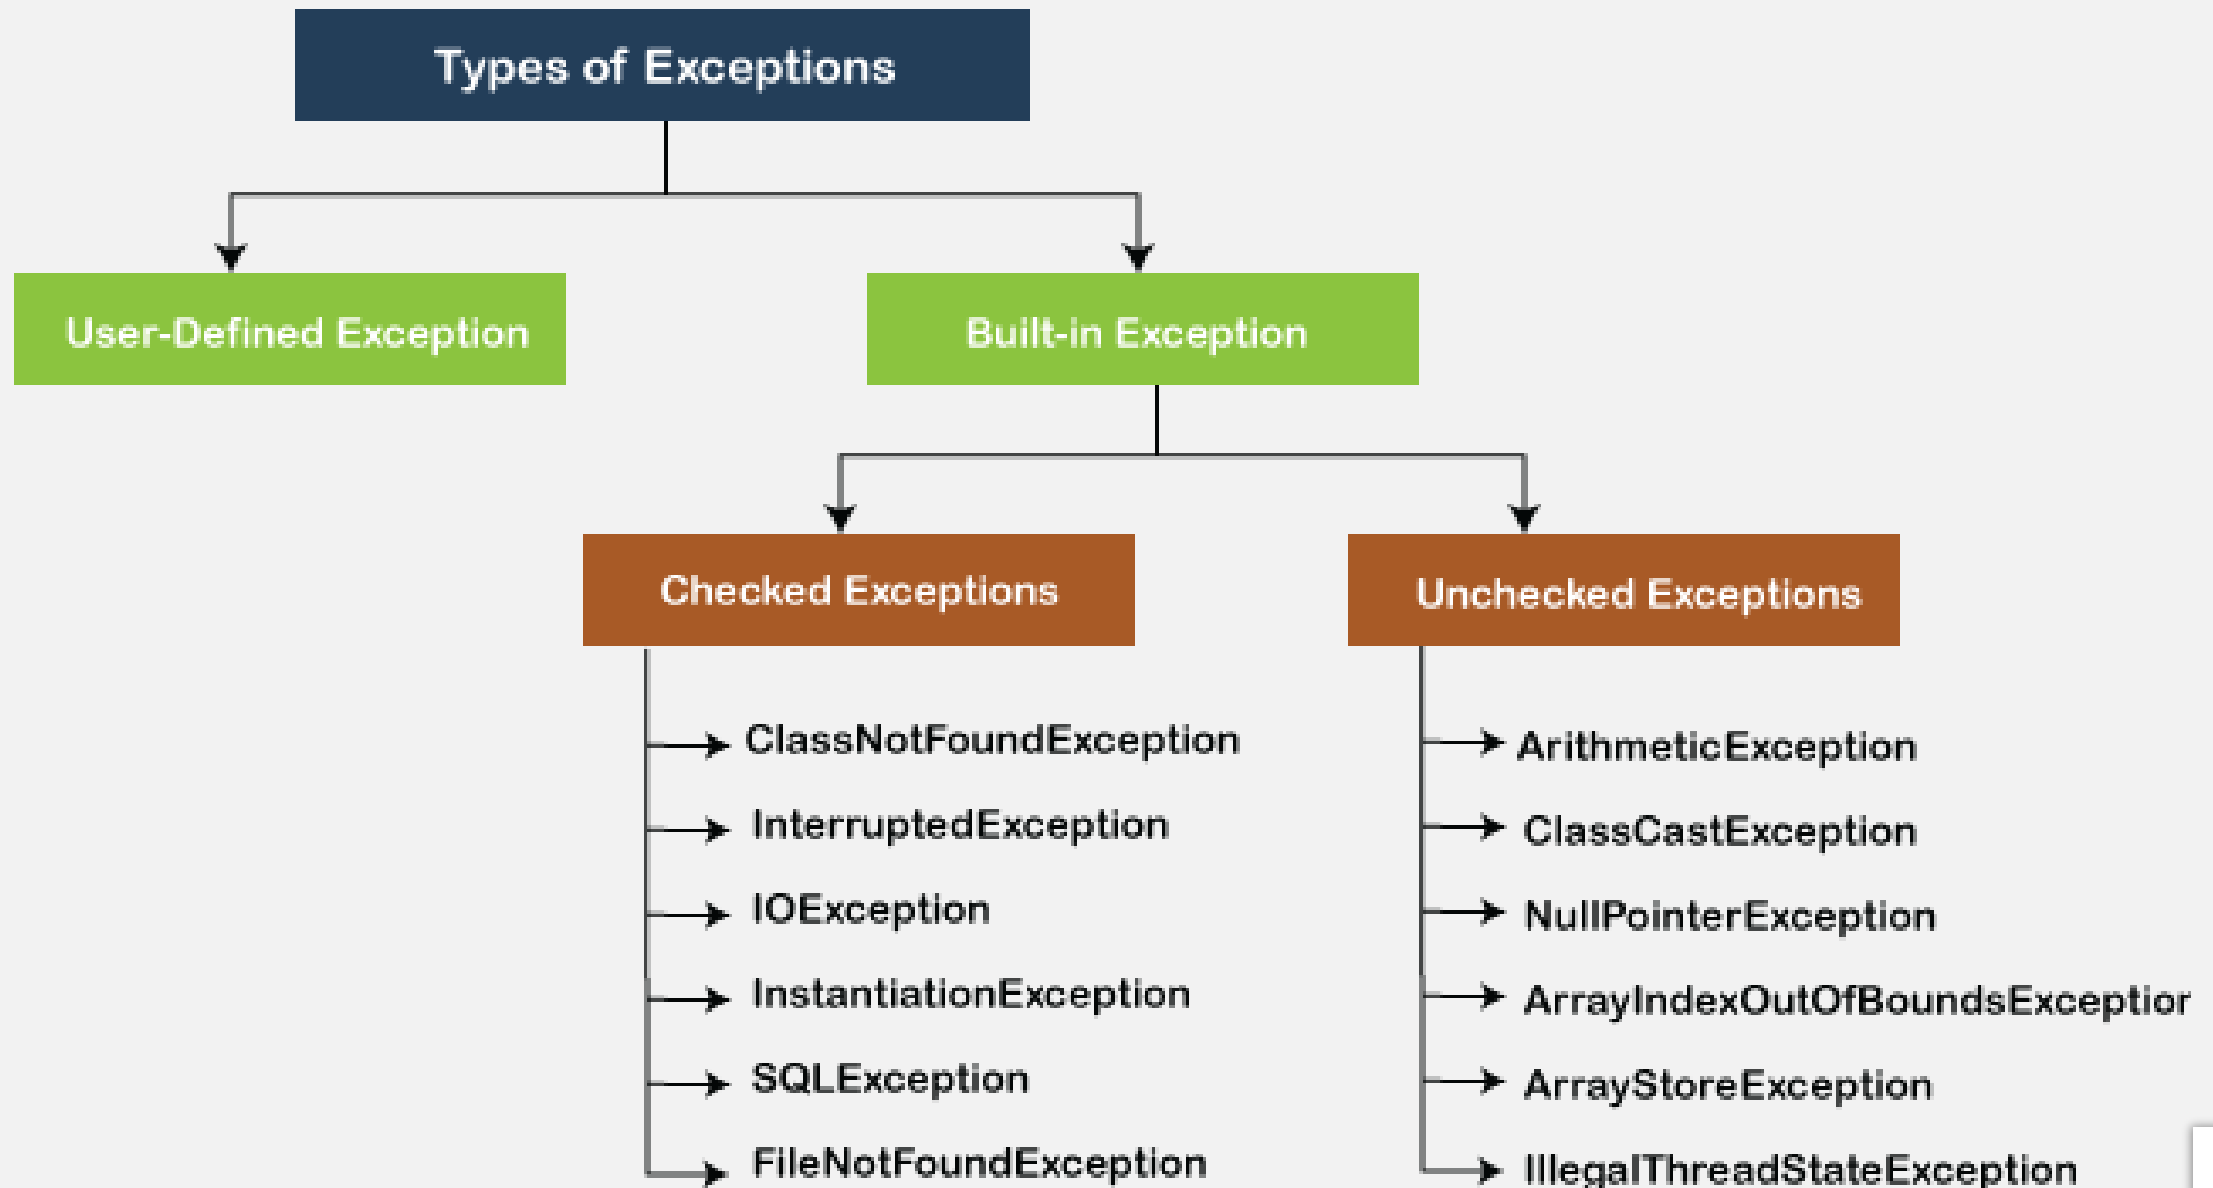 Types of Exceptions
User-Defined Exception
Built-in Exception
Checked Exceptions
Unchecked Exceptions
ClassNotFoundException
InterruptedException
IOException
InstantiationException
SQLException
FileNotFoundException
ArithmeticException
ClassCastException
NullPointerException
ArrayIndexOutOfBoundsException
ArrayStoreException
IllegalThreadStateException